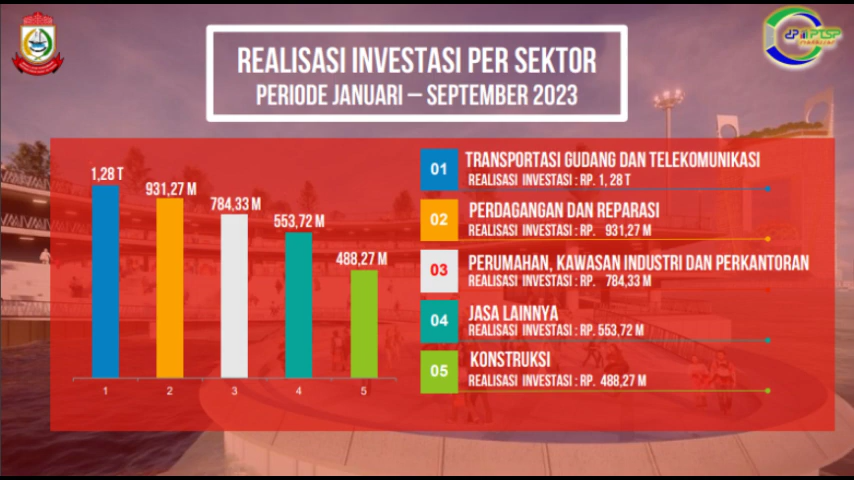 REALISASI INVESTASI PER SEKTOR
PERIODE JANUARI – SEPTEMBER 2023
1,28 T
931,27 M
784,33 M
553,72 M
488,27 M
1 2 3 4 5
01 TRANSPORTASI GUDANG DAN TELEKOMUNIKASI
REALISASI INVESTASI : RP. 1, 28 T
02 PERDAGANGAN DAN REPARASI
REALISASI INVESTASI : RP. 931,27 M
03 PERUMAHAN, KAWASAN INDUSTRI DAN PERKANTORAN
REALISASI INVESTASI : RP. 784,33 M
04 JASA LAINNYA
REALISASI INVESTASI : RP. 553,72 M
05 KONSTRUKSI
REALISASI INVESTASI : RP. 488,27 M